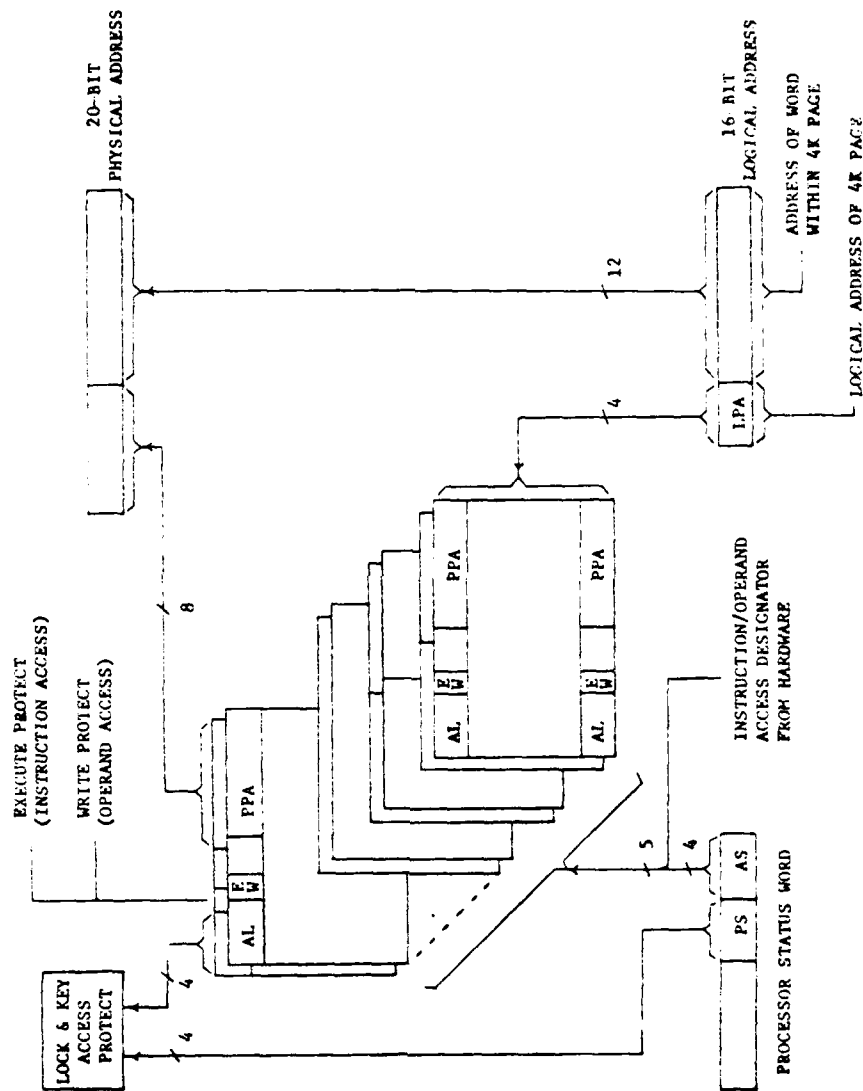 LOCK & KEY
ACCESS
PROTECT
EXECUTE PROTECT
(INSTRUCTION ACCESS)
WRITE PROTECT
(OPERAND ACCESS)
20-BIT
PHYSICAL ADDRESS
4
4
8
12
AL
E
W
PPA
AL
E
W
PPA
AL
E
W
PPA
4
5
4
INSTRUCTION/OPERAND
ACCESS DESIGNATOR
FROM HARDWARE
PS
AS
PROCESSOR STATUS WORD
LPA
16-BIT
LOGICAL ADDRESS
ADDRESS OF WORD
WITHIN 4K PAGE
LOGICAL ADDRESS OF 4K PAGE